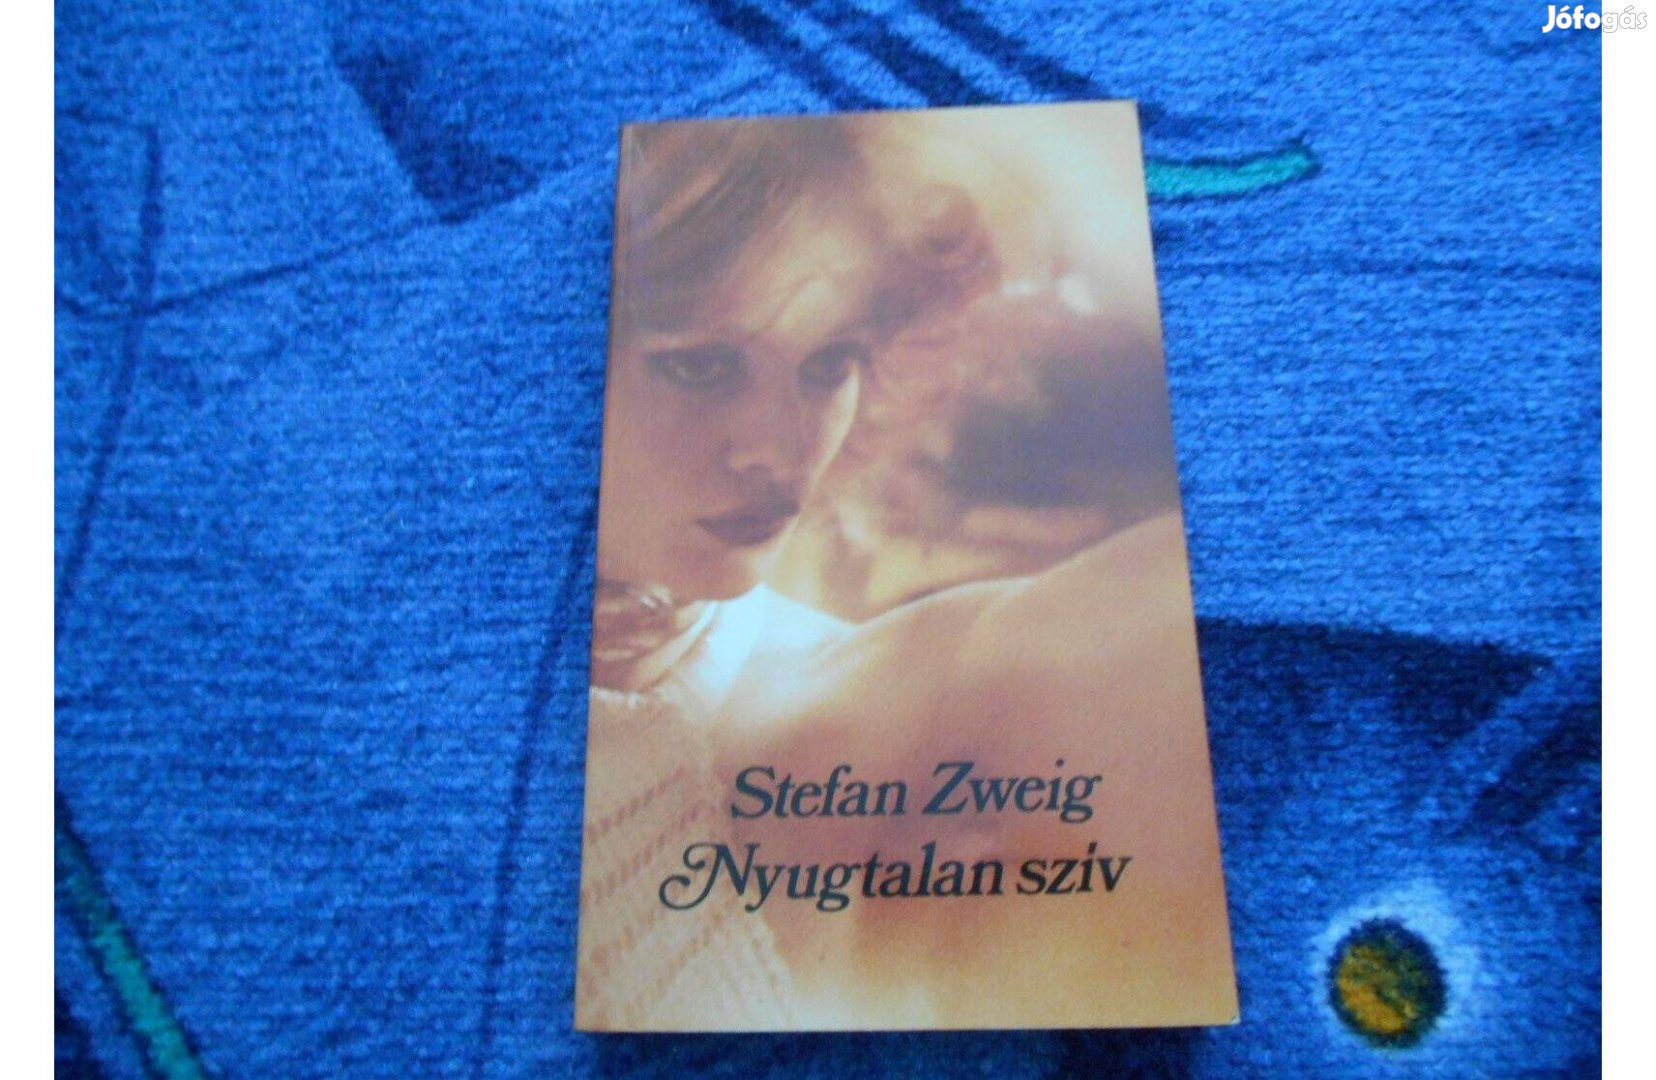 Jófogás
Stefan Zweig
Nyugtalan szív